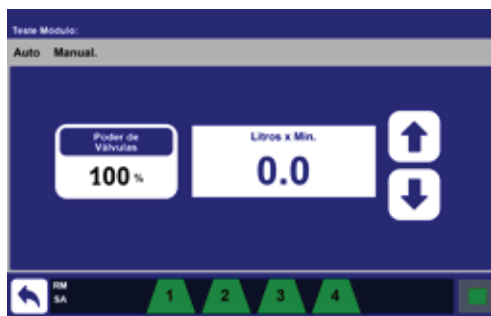 Teste Módulo:
Auto Manual.
Poder de
Válvulas
100 %
Litros x Min.
0.0
RM
SA
1 2 3 4